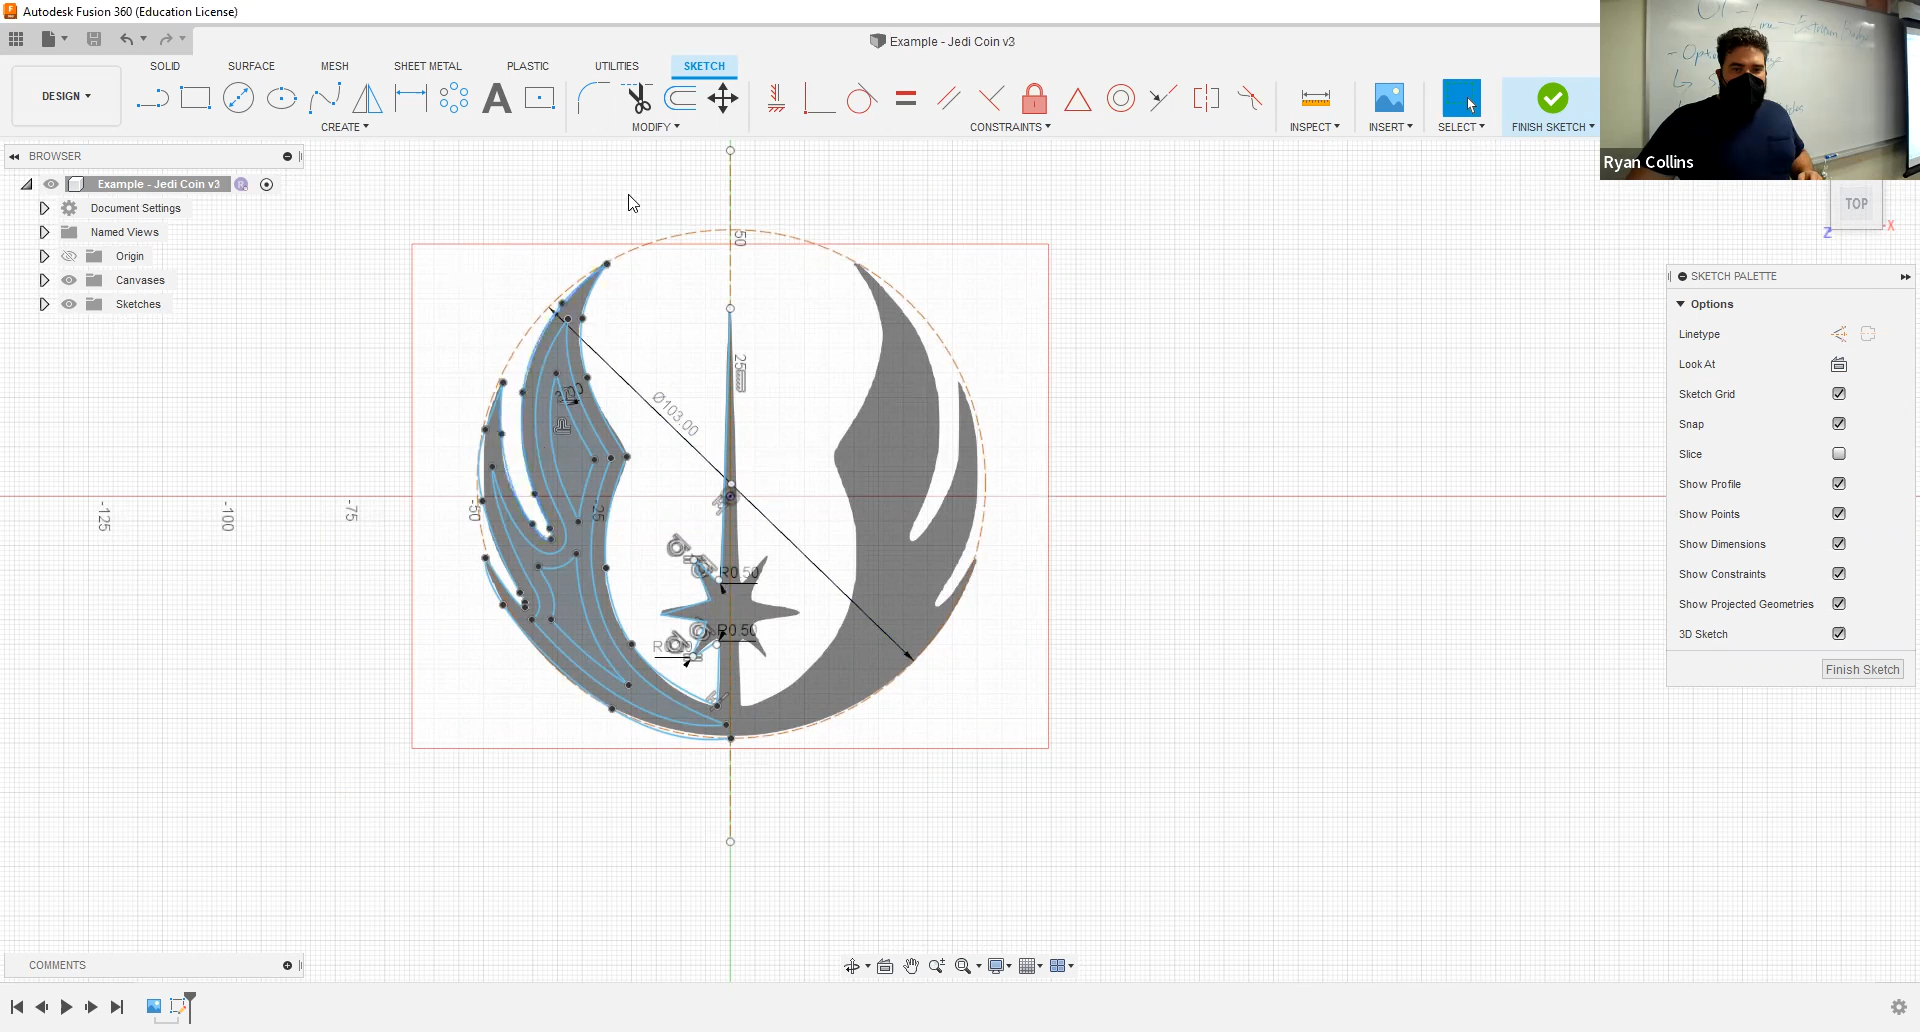 Autodesk Fusion 360 (Education License)
Example - Jedi Coin v3
SOLID
SURFACE
MESH
SHEET METAL
PLASTIC
UTILITIES
SKETCH
DESIGN
CREATE
MODIFY
CONSTRAINTS
INSPECT
INSERT
SELECT
FINISH SKETCH
Ryan Collins
BROWSER
Example - Jedi Coin v3
Document Settings
Named Views
Origin
Canvases
Sketches
TOP
Z
X
SKETCH PALETTE
Options
Linetype
Look At
Sketch Grid
Snap
Slice
Show Profile
Show Points
Show Dimensions
Show Constraints
Show Projected Geometries
3D Sketch
Finish Sketch
50
25
Ø103.00
-125
-100
-75
-50
-25
R0.50
R0.50
COMMENTS